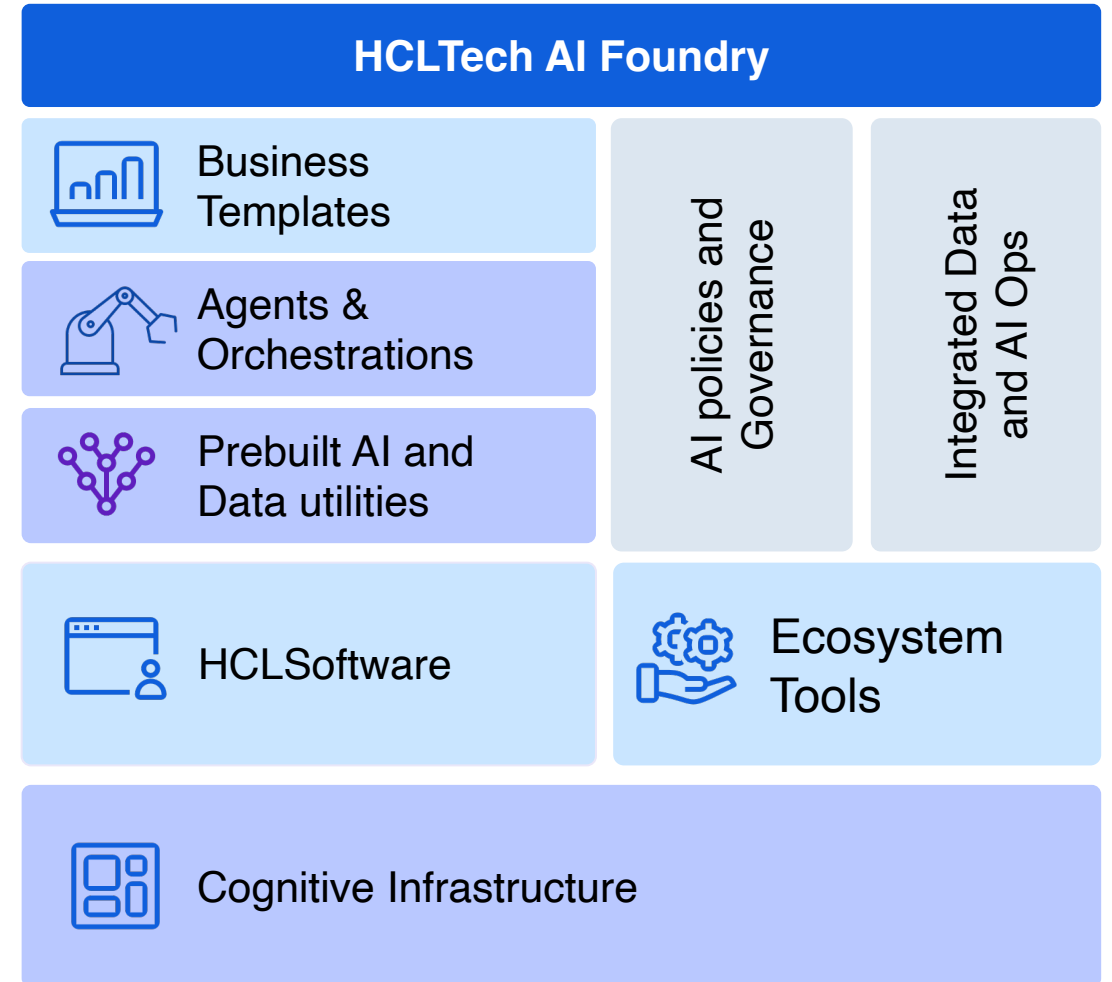 HCLTech AI Foundry
Business
Templates
Agents &
Orchestrations
Prebuilt AI and
Data utilities
AI policies and
Governance
Integrated Data
and AI Ops
HCLSoftware
Ecosystem
Tools
Cognitive Infrastructure